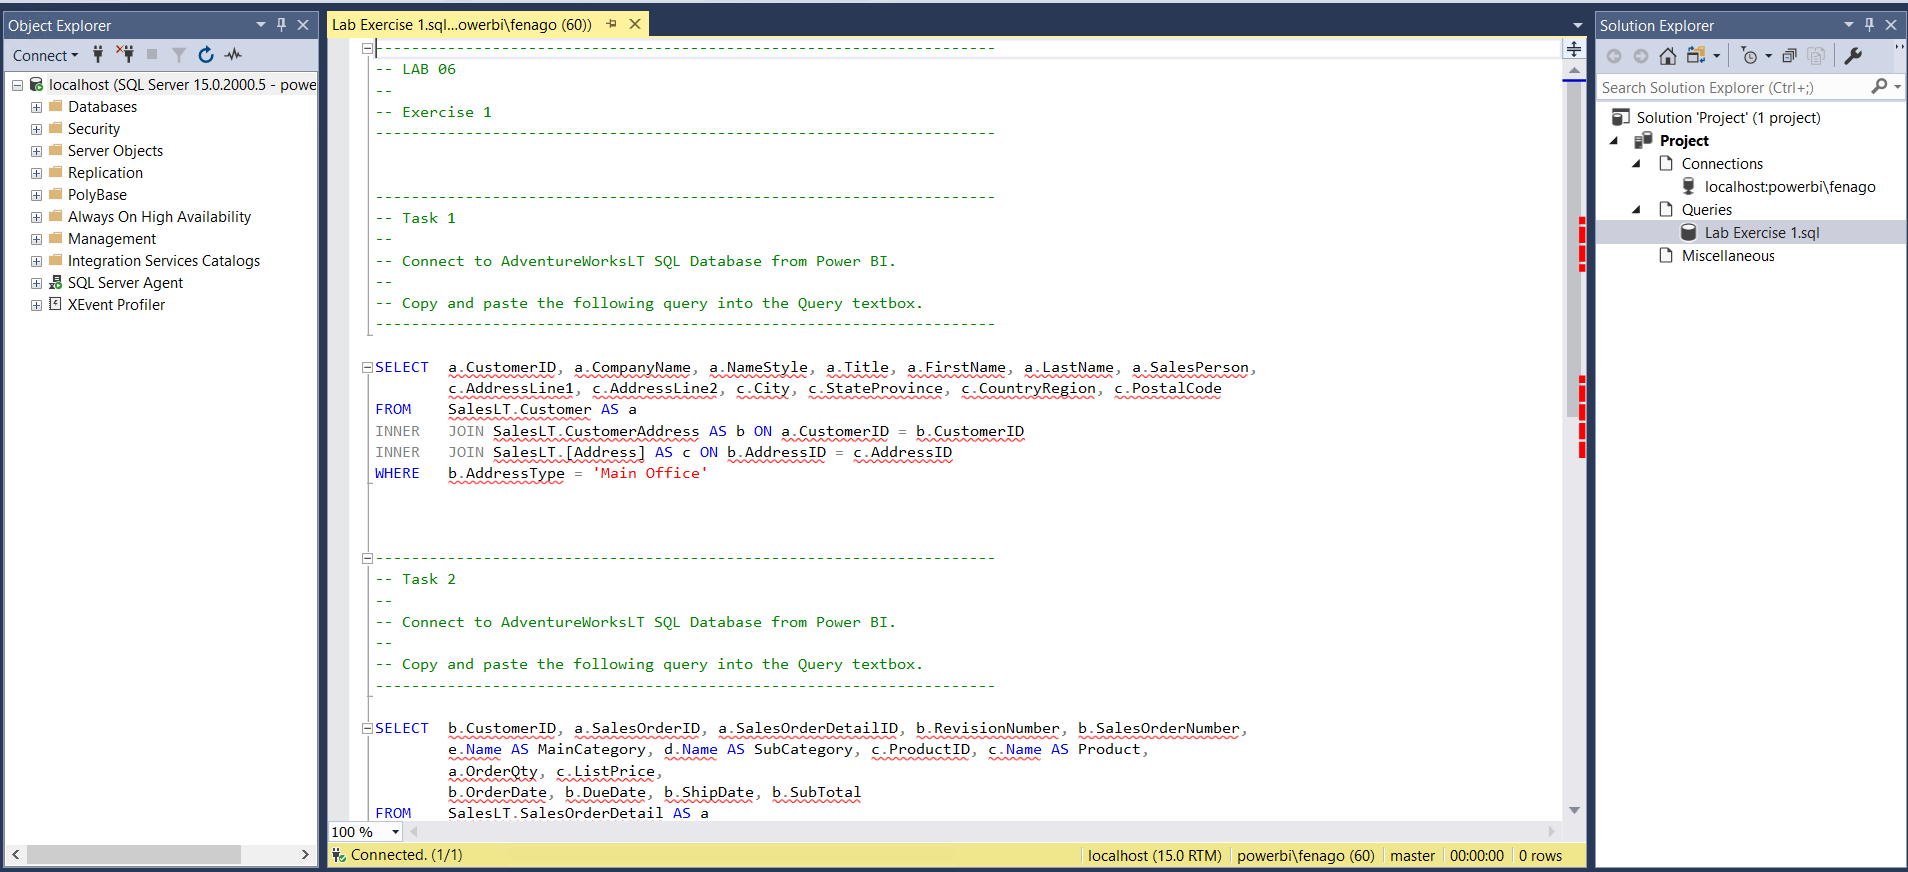 Object Explorer
Connect
localhost (SQL Server 15.0.2000.5 - powe
Databases
Security
Server Objects
Replication
PolyBase
Always On High Availability
Management
Integration Services Catalogs
SQL Server Agent
XEvent Profiler
Lab Exercise 1.sql...owerbi\fenago (60))
---------------------------------------------------------------------
-- LAB 06
--
-- Exercise 1
---------------------------------------------------------------------
---------------------------------------------------------------------
-- Task 1
--
-- Connect to AdventureWorksLT SQL Database from Power BI.
--
-- Copy and paste the following query into the Query textbox.
---------------------------------------------------------------------
SELECT a.CustomerID, a.CompanyName, a.NameStyle, a.Title, a.FirstName, a.LastName, a.SalesPerson,
c.AddressLine1, c.AddressLine2, c.City, c.StateProvince, c.CountryRegion, c.PostalCode
FROM SalesLT.Customer AS a
INNER JOIN SalesLT.CustomerAddress AS b ON a.CustomerID = b.CustomerID
INNER JOIN SalesLT.[Address] AS c ON b.AddressID = c.AddressID
WHERE b.AddressType = 'Main Office'
---------------------------------------------------------------------
-- Task 2
--
-- Connect to AdventureWorksLT SQL Database from Power BI.
--
-- Copy and paste the following query into the Query textbox.
---------------------------------------------------------------------
SELECT b.CustomerID, a.SalesOrderID, a.SalesOrderDetailID, b.RevisionNumber, b.SalesOrderNumber,
e.Name AS MainCategory, d.Name AS SubCategory, c.ProductID, c.Name AS Product,
a.OrderQty, c.ListPrice,
b.OrderDate, b.DueDate, b.ShipDate, b.SubTotal
FROM SalesLT.SalesOrderDetail AS a
100 %
Connected. (1/1)
localhost (15.0 RTM)
powerbi\fenago (60)
master
00:00:00
0 rows
Solution Explorer
Search Solution Explorer (Ctrl+;)
Solution 'Project' (1 project)
Project
Connections
localhost:powerbi\fenago
Queries
Lab Exercise 1.sql
Miscellaneous